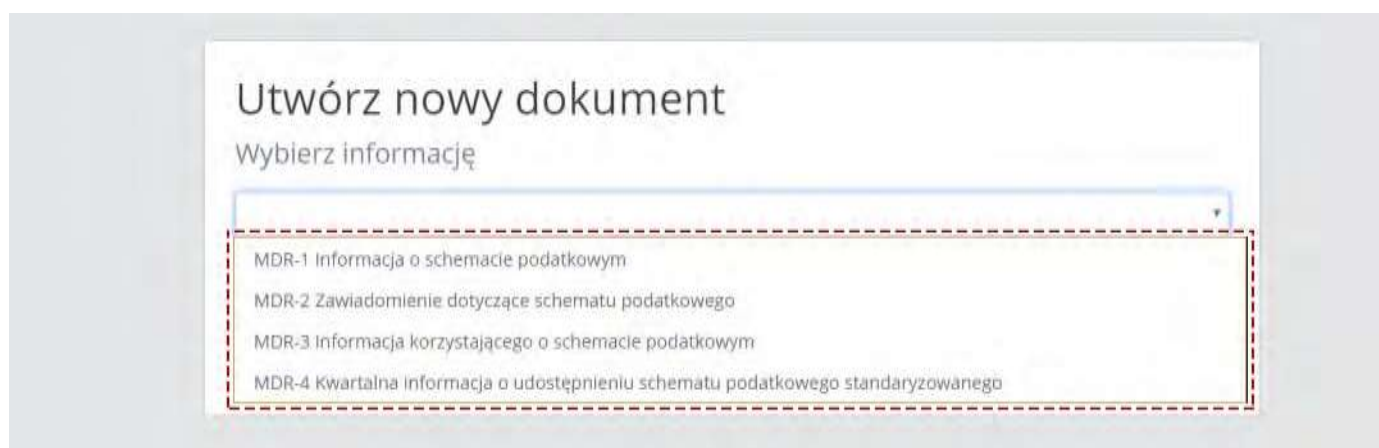 Utwórz nowy dokument
Wybierz informację
MDR-1 Informacja o schemacie podatkowym
MDR-2 Zawiadomienie dotyczące schematu podatkowego
MDR-3 Informacja korzystającego o schemacie podatkowym
MDR-4 Kwartalna informacja o udostępnieniu schematu podatkowego standaryzowanego